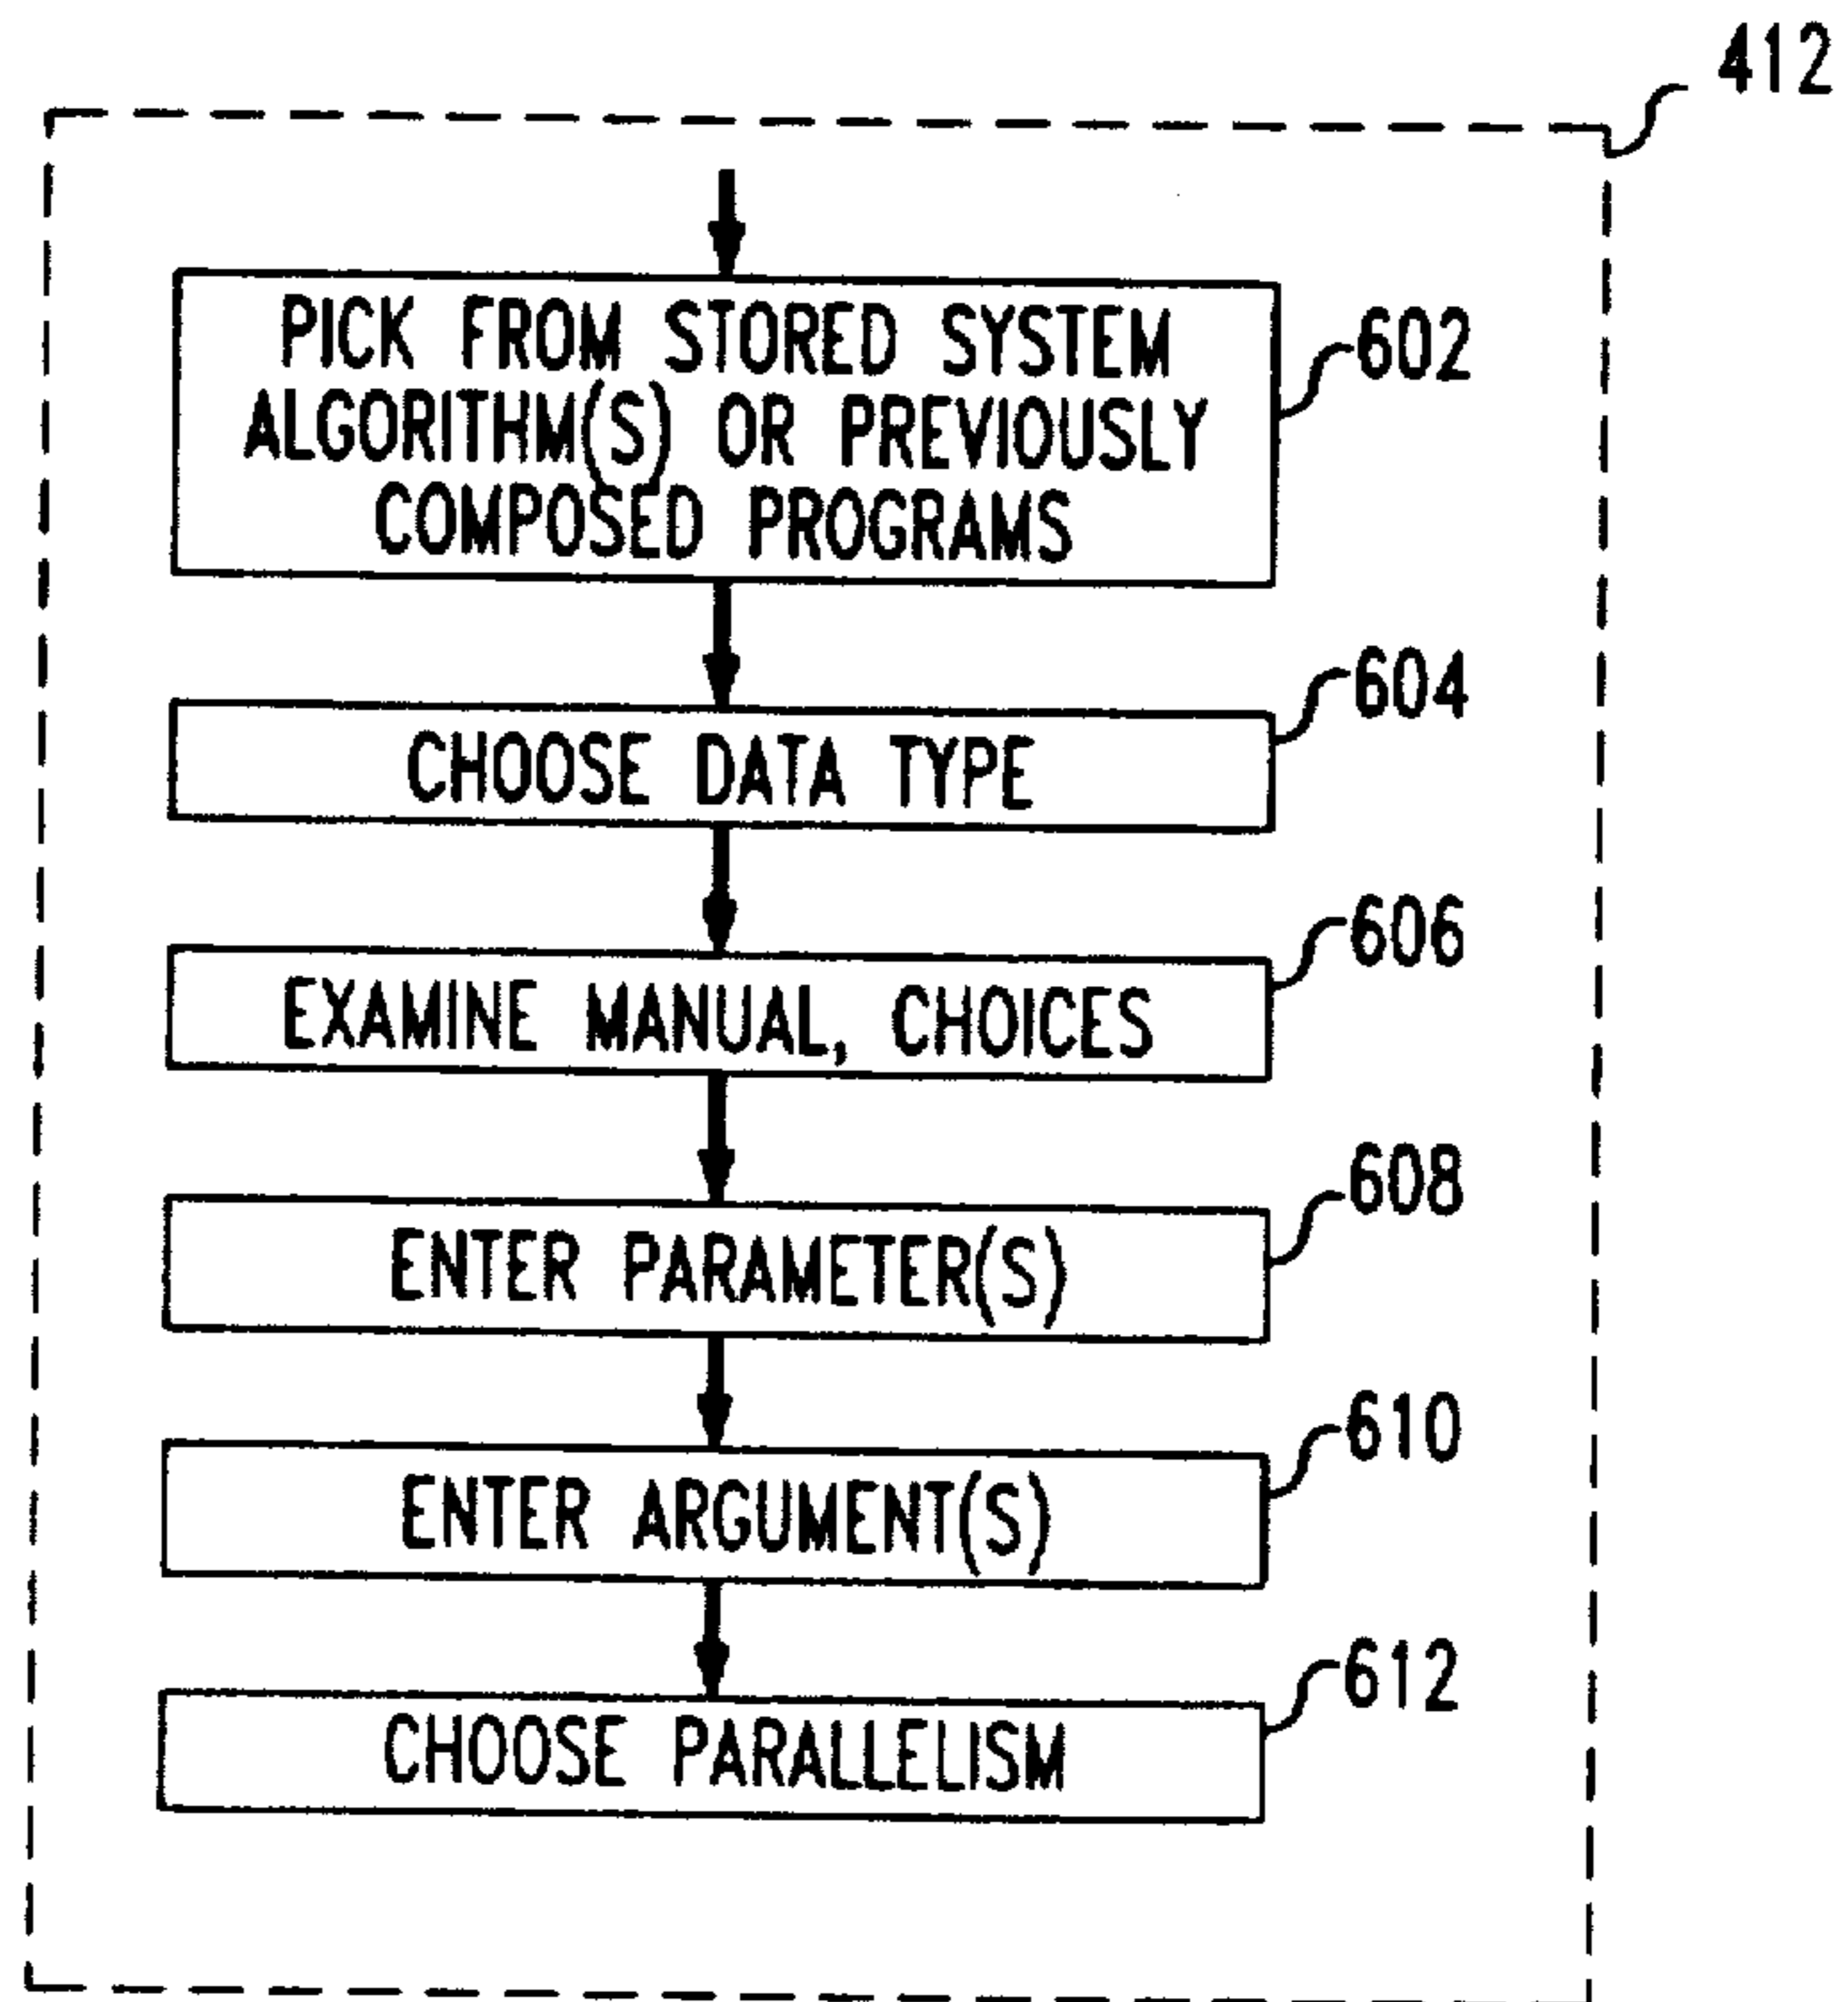 412
PICK FROM STORED SYSTEM
ALGORITHM(S) OR PREVIOUSLY
COMPOSED PROGRAMS
602
CHOOSE DATA TYPE
604
EXAMINE MANUAL, CHOICES
606
ENTER PARAMETER(S)
608
ENTER ARGUMENT(S)
610
CHOOSE PARALLELISM
612